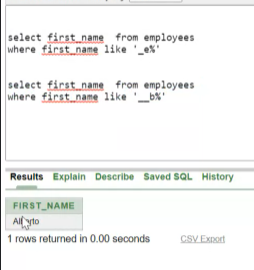 select first_name from employees
where first_name like '_e%'
select first_name from employees
where first_name like '__b%'
Results Explain Describe Saved SQL History
FIRST_NAME
1 rows returned in 0.00 seconds CSV Export